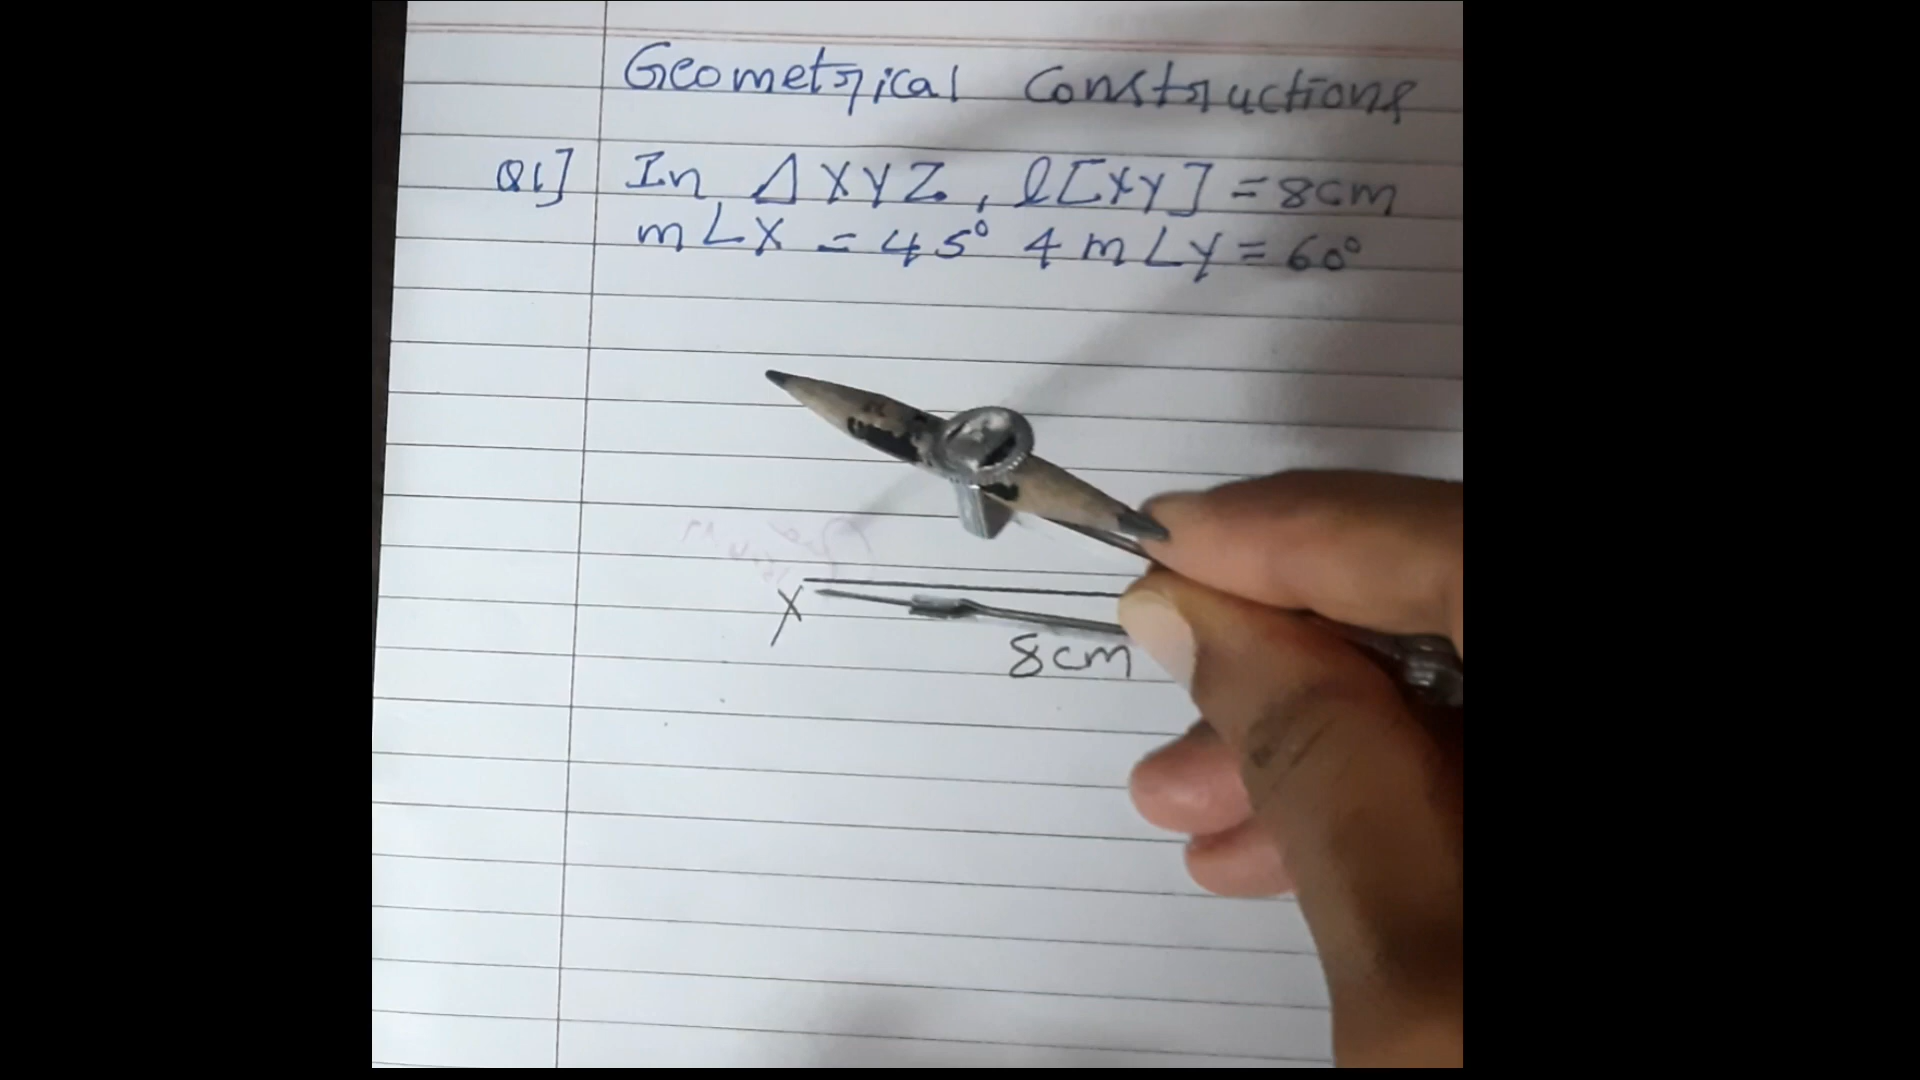 Geometrical Constructions
Q1] In △XYZ, l[XY] = 8cm
m∠X = 45° & m∠Y = 60°
X
8cm